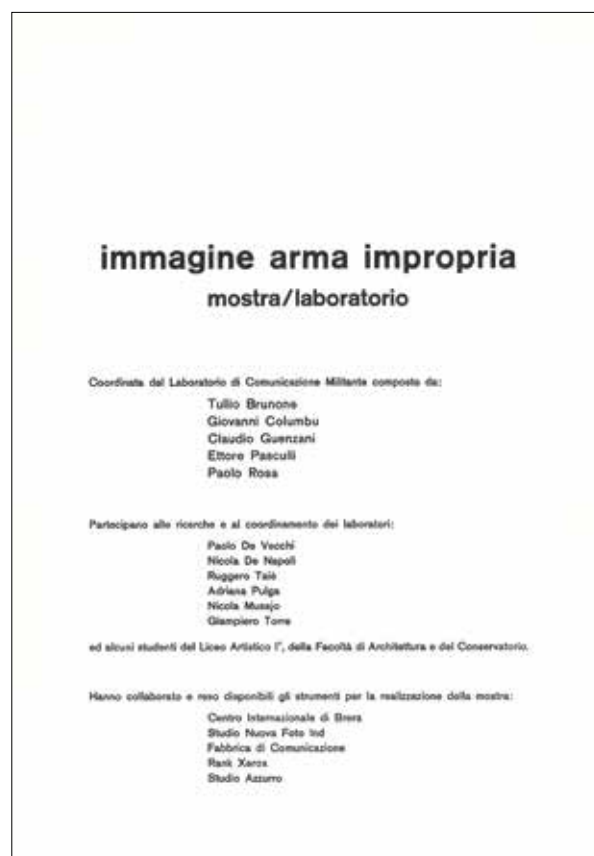 immagine arma impropria
mostra/laboratorio
Coordinata dal Laboratorio di Comunicazione Militante composto da:
Tullio Brunone
Giovanni Columbu
Claudio Guenzani
Ettore Pasculli
Paolo Rosa
Partecipano alle ricerche e al coordinamento dei laboratori:
Paolo De Vecchi
Nicola De Napoli
Ruggero Taiè
Adriana Pulga
Nicola Musajo
Giampiero Torre
ed alcuni studenti del Liceo Artistico I°, della Facoltà di Architettura e del Conservatorio.
Hanno collaborato e reso disponibili gli strumenti per la realizzazione della mostra:
Centro Internazionale di Brera
Studio Nuova Foto Ind
Fabbrica di Comunicazione
Rank Xerox
Studio Azzurro